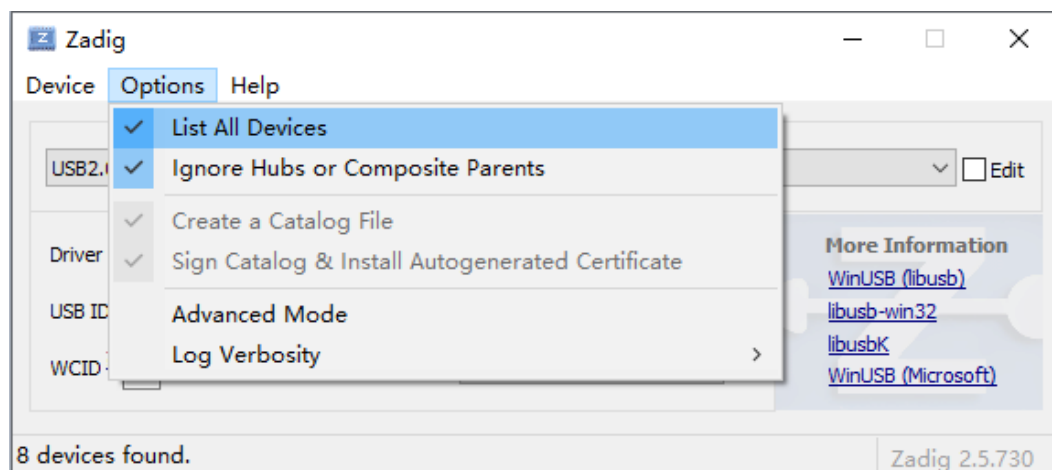 Zadig
Device Options Help
List All Devices
Ignore Hubs or Composite Parents
Create a Catalog File
Sign Catalog & Install Autogenerated Certificate
Advanced Mode
Log Verbosity
Edit
Driver
USB ID
WCID
More Information
WinUSB (libusb)
libusb-win32
libusbK
WinUSB (Microsoft)
8 devices found.
Zadig 2.5.730